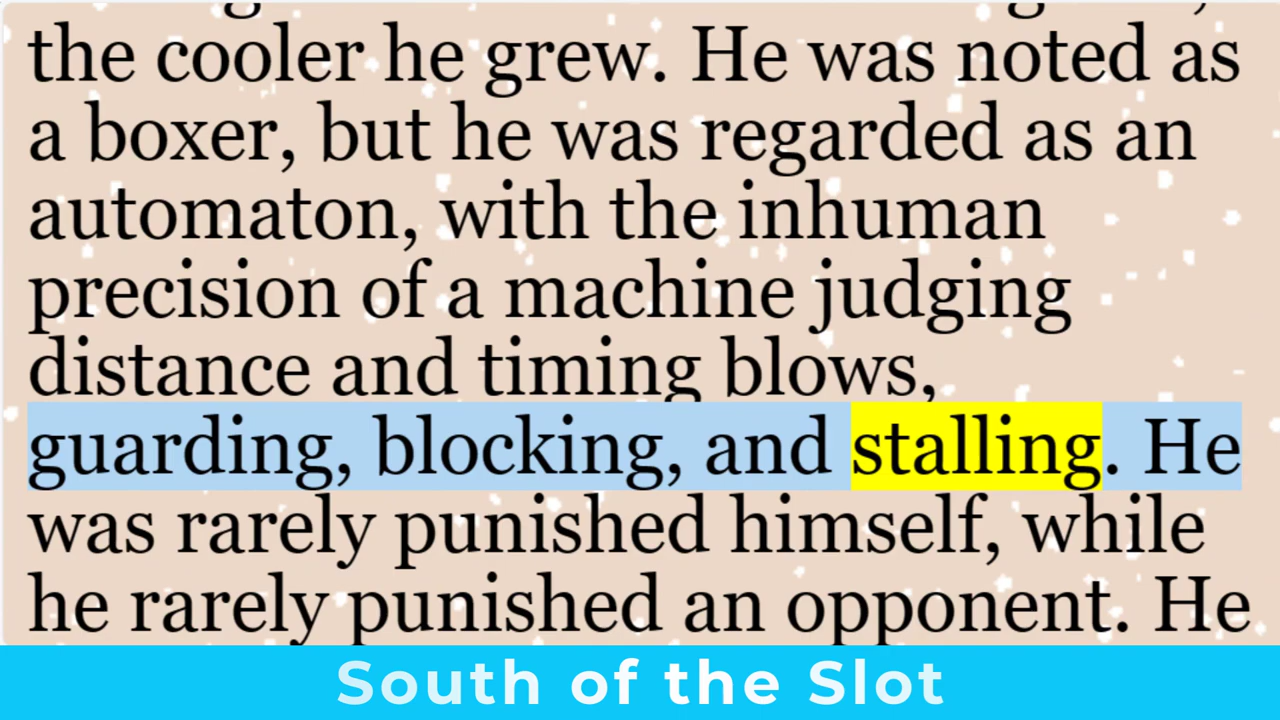 the cooler he grew. He was noted as
a boxer, but he was regarded as an
automaton, with the inhuman
precision of a machine judging
distance and timing blows,
guarding, blocking, and stalling. He
was rarely punished himself, while
he rarely punished an opponent. He
South of the Slot